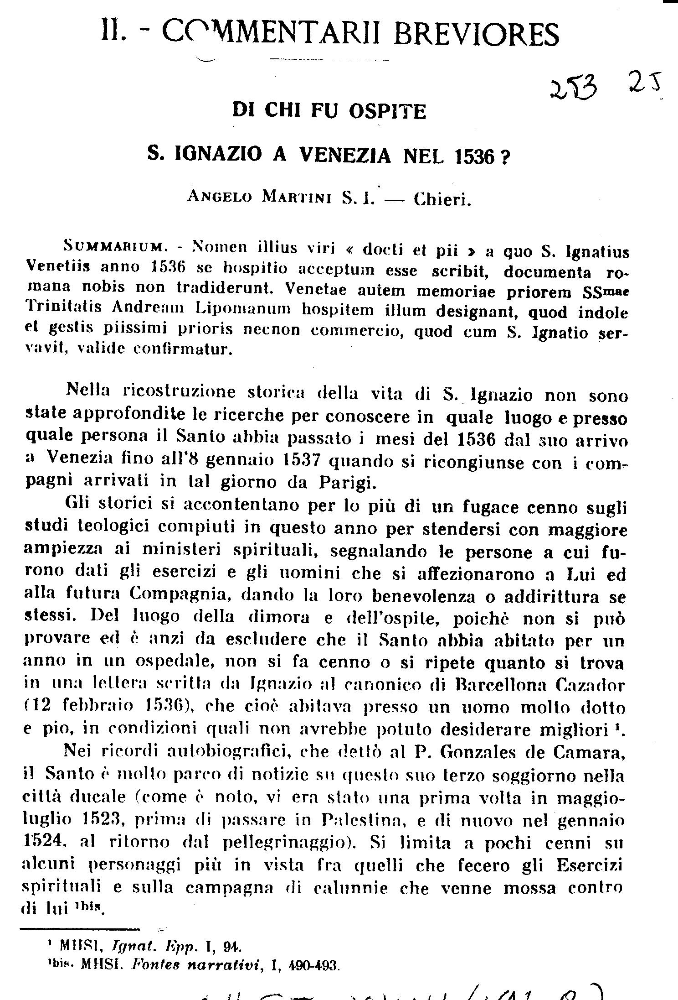 II. - COMMENTARII BREVIORES
253 25
DI CHI FU OSPITE
S. IGNAZIO A VENEZIA NEL 1536 ?
ANGELO MARTINI S. I. — Chieri.
SUMMARIUM. - Nomen illius viri « docti et pii » a quo S. Ignatius
Venetiis anno 1536 se hospitio acceptum esse scribit, documenta ro-
mana nobis non tradiderunt. Venetae autem memoriae priorem SSmae
Trinitatis Andream Lipomanum hospitem illum designant, quod indole
et gestis piissimi prioris necnon commercio, quod cum S. Ignatio ser-
vavit, valide confirmatur.
Nella ricostruzione storica della vita di S. Ignazio non sono
state approfondite le ricerche per conoscere in quale luogo e presso
quale persona il Santo abbia passato i mesi del 1536 dal suo arrivo
a Venezia fino all'8 gennaio 1537 quando si ricongiunse con i com-
pagni arrivati in tal giorno da Parigi.
Gli storici si accontentano per lo più di un fugace cenno sugli
studi teologici compiuti in questo anno per stendersi con maggiore
ampiezza ai ministeri spirituali, segnalando le persone a cui fu-
rono dati gli esercizi e gli uomini che si affezionarono a Lui ed
alla futura Compagnia, dando la loro benevolenza o addirittura se
stessi. Del luogo della dimora e dell'ospite, poichè non si può
provare ed è anzi da escludere che il Santo abbia abitato per un
anno in un ospedale, non si fa cenno o si ripete quanto si trova
in una lettera scritta da Ignazio al canonico di Barcellona Cazador
(12 febbraio 1536), che cioè abitava presso un uomo molto dotto
e pio, in condizioni quali non avrebbe potuto desiderare migliori ¹.
Nei ricordi autobiografici, che dettò al P. Gonzales de Camara,
il Santo è molto parco di notizie su questo suo terzo soggiorno nella
città ducale (come è noto, vi era stato una prima volta in maggio-
luglio 1523, prima di passare in Palestina, e di nuovo nel gennaio
1524, al ritorno dal pellegrinaggio). Si limita a pochi cenni su
alcuni personaggi più in vista fra quelli che fecero gli Esercizi
spirituali e sulla campagna di calunnie che venne mossa contro
di lui ¹bis.
¹ MHSI, Ignat. Epp. I, 94.
¹bis. MHSI. Fontes narrativi, I, 490-493.